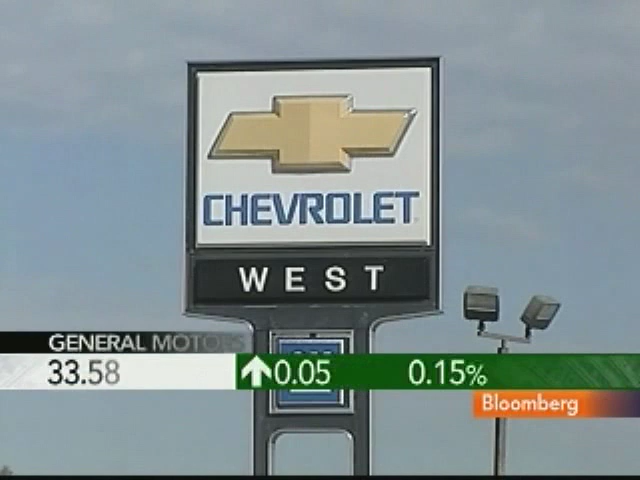 CHEVROLET
WEST
GENERAL MOTORS
33.58 0.05 0.15%
Bloomberg